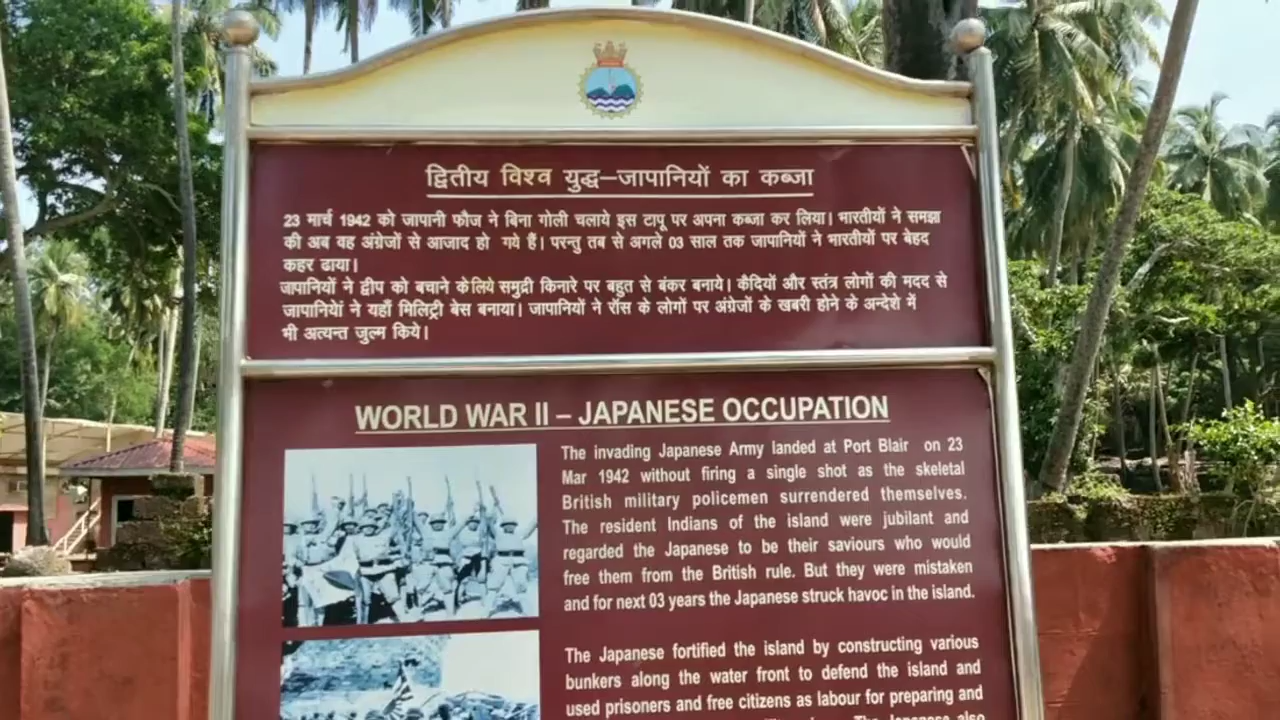 द्वितीय विश्व युद्ध–जापानियों का कब्जा
23 मार्च 1942 को जापानी फौज ने बिना गोली चलाये इस टापू पर अपना कब्जा कर लिया। भारतीयों ने समझा
की अब वह अंग्रेजों से आजाद हो गये हैं। परन्तु तब से अगले 03 साल तक जापानियों ने भारतीयों पर बेहद
कहर ढाया।
जापानियों ने द्वीप को बचाने के लिये समुद्री किनारे पर बहुत से बंकर बनाये। कैदियों और स्तंत्र लोगों की मदद से
जापानियों ने यहाँ मिलिट्री बेस बनाया। जापानियों ने रॉस के लोगों पर अंग्रेजों के खबरी होने के अन्देशे में
भी अत्यन्त जुल्म किये।
WORLD WAR II – JAPANESE OCCUPATION
The invading Japanese Army landed at Port Blair on 23
Mar 1942 without firing a single shot as the skeletal
British military policemen surrendered themselves.
The resident Indians of the island were jubilant and
regarded the Japanese to be their saviours who would
free them from the British rule. But they were mistaken
and for next 03 years the Japanese struck havoc in the island.
The Japanese fortified the island by constructing various
bunkers along the water front to defend the island and
used prisoners and free citizens as labour for preparing and
The Japanese also